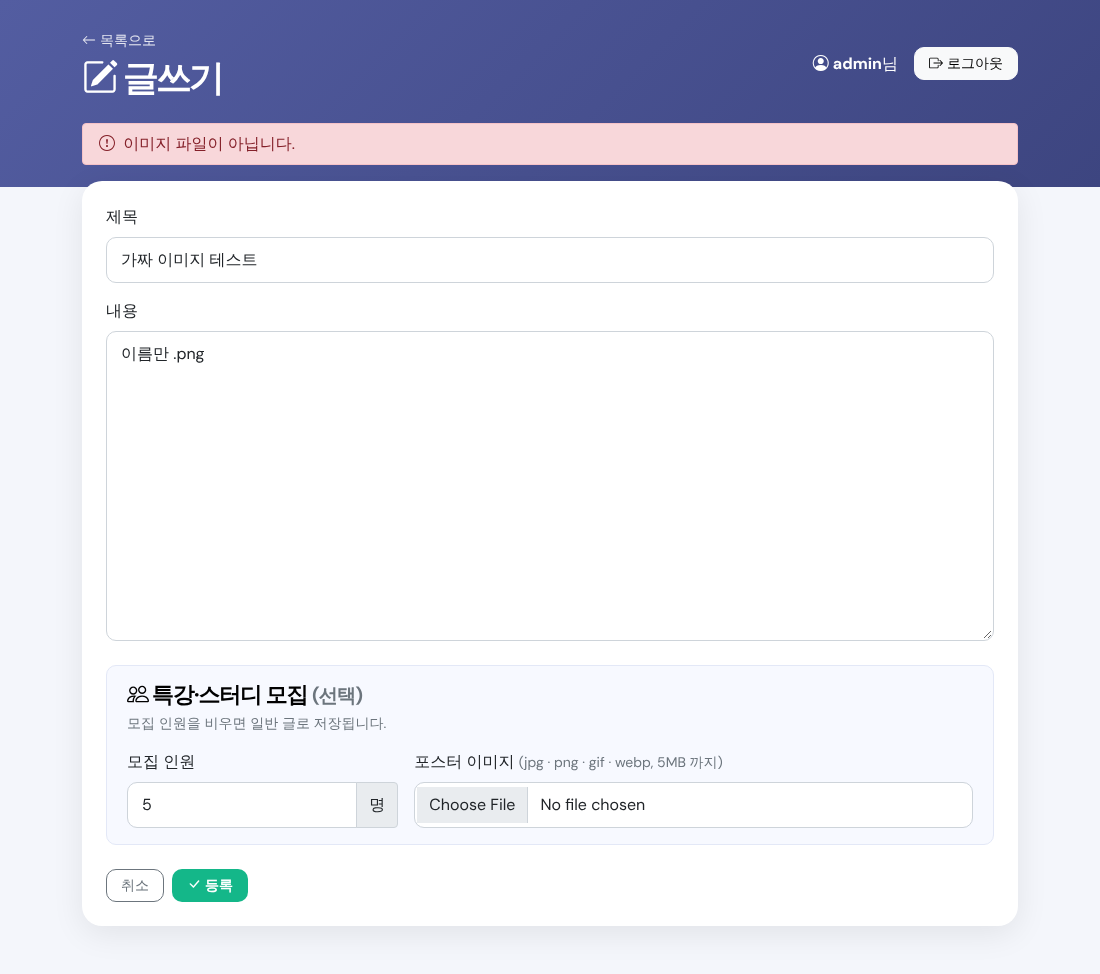 목록으로
글쓰기
admin님
로그아웃
이미지 파일이 아닙니다.
제목
가짜 이미지 테스트
내용
이름만 .png
특강·스터디 모집 (선택)
모집 인원을 비우면 일반 글로 저장됩니다.
모집 인원
포스터 이미지 (jpg · png · gif · webp, 5MB 까지)
5 명
Choose File No file chosen
취소
등록